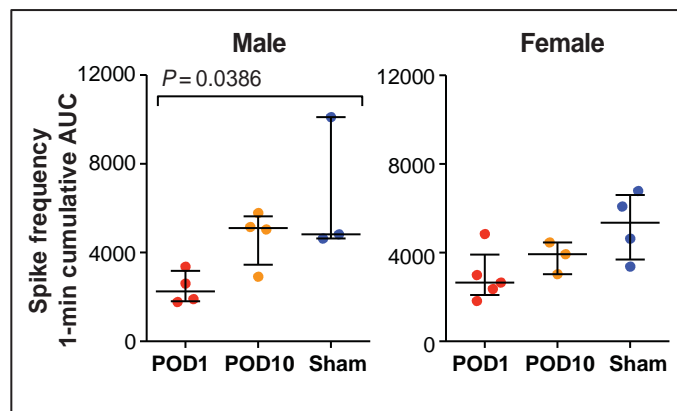 Male
Female
Spike frequency
1-min cumulative AUC
12000
8000
4000
0
P = 0.0386
POD1 POD10 Sham
12000
8000
4000
0
POD1 POD10 Sham